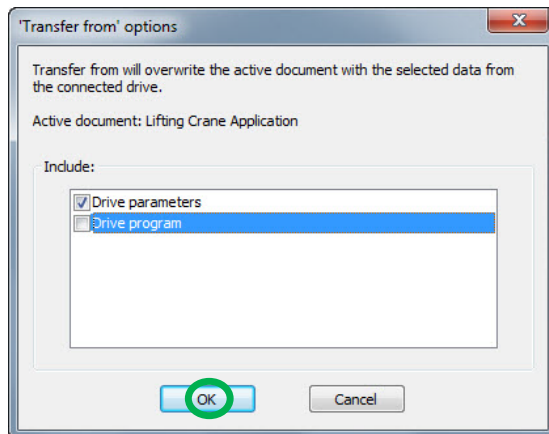 'Transfer from' options
Transfer from will overwrite the active document with the selected data from
the connected drive.
Active document: Lifting Crane Application
Include:
Drive parameters
Drive program
OK
Cancel